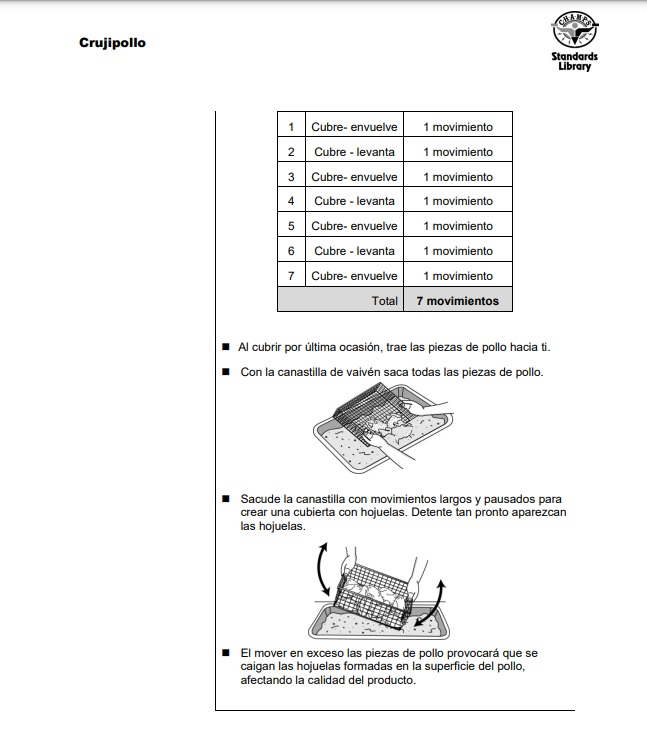 Crujipollo
CHAMPS
Standards
Library
1 Cubre- envuelve 1 movimiento
2 Cubre - levanta 1 movimiento
3 Cubre- envuelve 1 movimiento
4 Cubre - levanta 1 movimiento
5 Cubre- envuelve 1 movimiento
6 Cubre - levanta 1 movimiento
7 Cubre- envuelve 1 movimiento
Total 7 movimientos
■ Al cubrir por última ocasión, trae las piezas de pollo hacia ti.
■ Con la canastilla de vaivén saca todas las piezas de pollo.
■ Sacude la canastilla con movimientos largos y pausados para
crear una cubierta con hojuelas. Detente tan pronto aparezcan
las hojuelas.
■ El mover en exceso las piezas de pollo provocará que se
caigan las hojuelas formadas en la superficie del pollo,
afectando la calidad del producto.